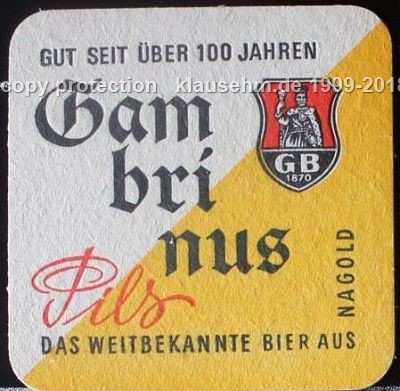 GUT SEIT ÜBER 100 JAHREN
copy protection klausehm.de 1999-2018
Gam
bri
nus
Pils
GB
1870
DAS WEITBEKANNTE BIER AUS
NAGOLD